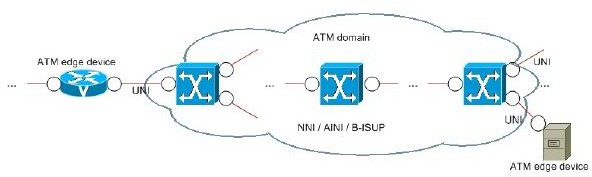 ATM domain
ATM edge device
UNI
...
UNI
...
...
...
UNI
NNI / AINI / B-ISUP
V
ATM edge device